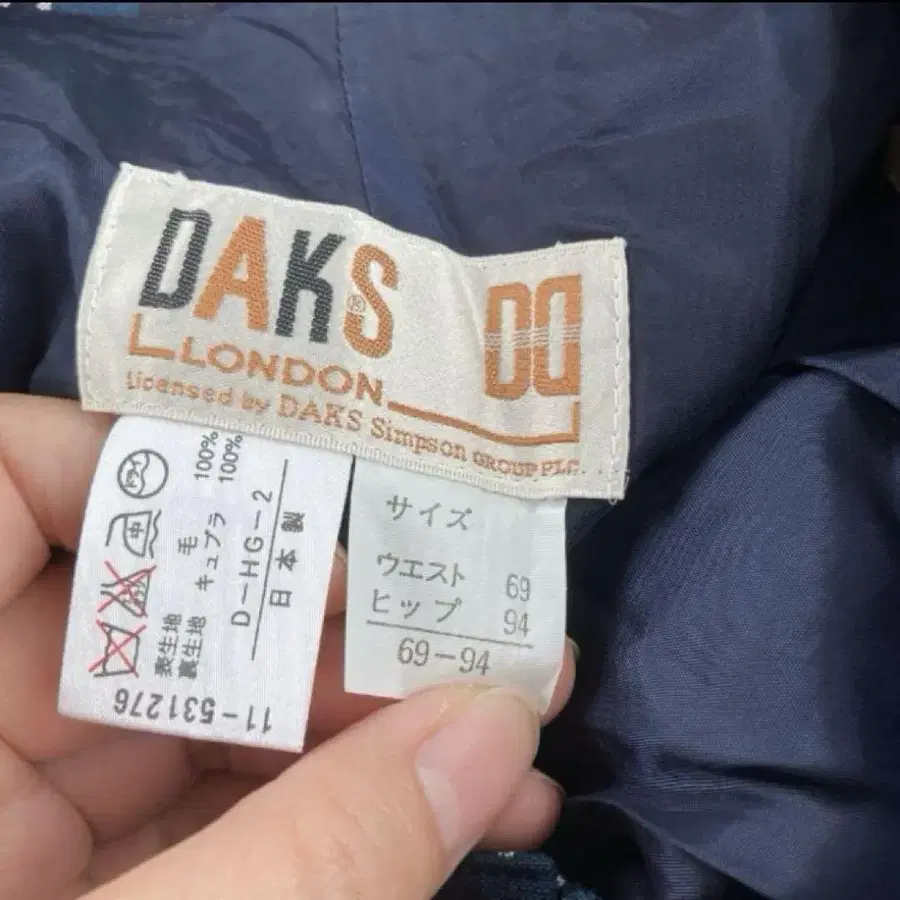 DAKS®
LONDON
Licensed by DAKS Simpson GROUP PLC.
サイズ
ウエスト 69
ヒップ 94
69-94
中
表生地 毛 100%
裏生地 キュプラ 100%
D-HG-2
日本製
11-531276